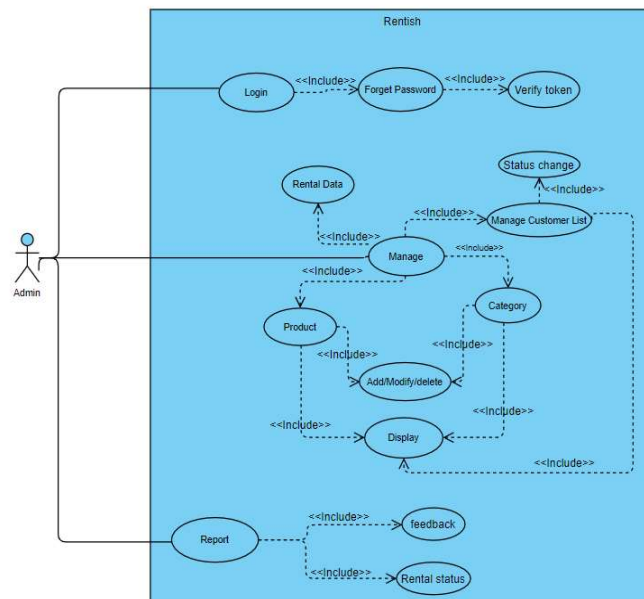 Rentish
<<Include>>
<<Include>>
Login
Forget Password
Verify token
Status change
Rental Data
<<Include>>
<<Include>>
Manage Customer List
<<Include>>
<<Include>>
Manage
Admin
<<Include>>
Product
Category
<<Include>>
<<Include>>
Add/Modify/delete
<<Include>>
Display
<<Include>>
<<Include>>
<<Include>>
feedback
Report
<<Include>>
Rental status